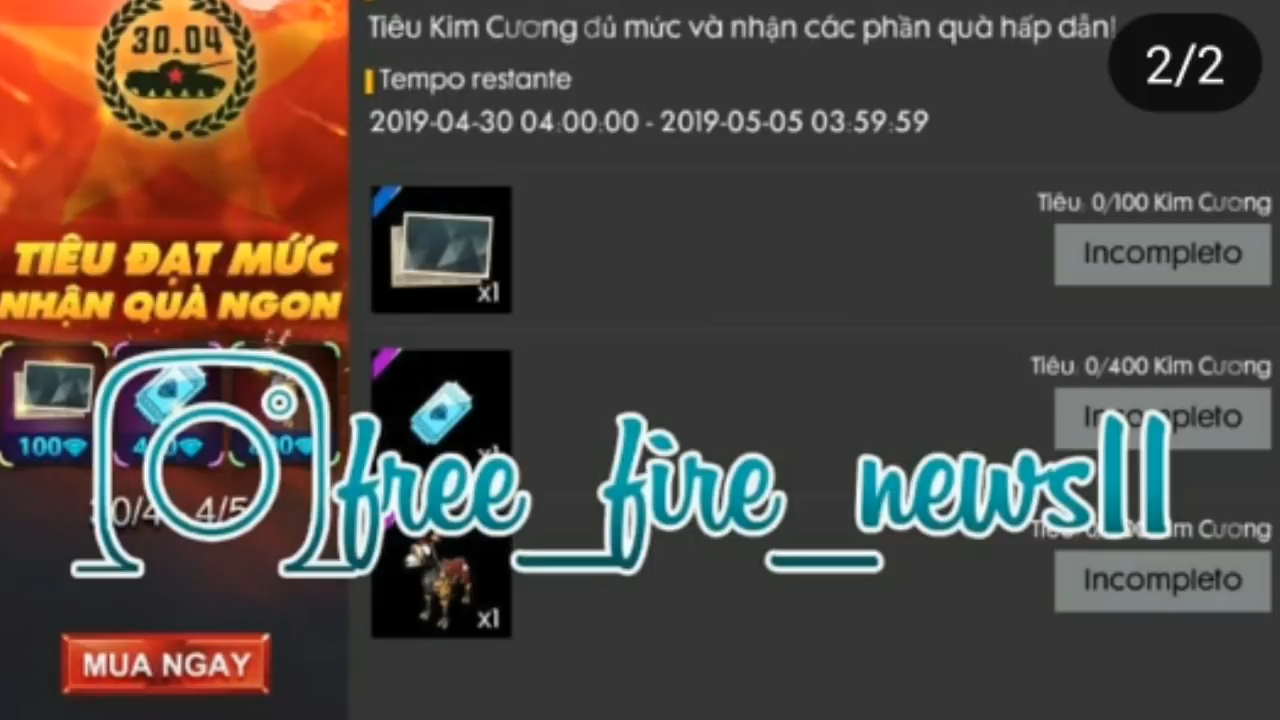 30.04
TIÊU ĐẠT MỨC
NHẬN QUÀ NGON
100
MUA NGAY
Tiêu Kim Cương đủ mức và nhận các phần quà hấp dẫn!
2/2
Tempo restante
2019-04-30 04:00:00 - 2019-05-05 03:59:59
x1
Tiêu: 0/100 Kim Cương
Incompleto
Tiêu: 0/400 Kim Cương
Incompleto
free_fire_newsll
Kim Cương
x1
Incompleto